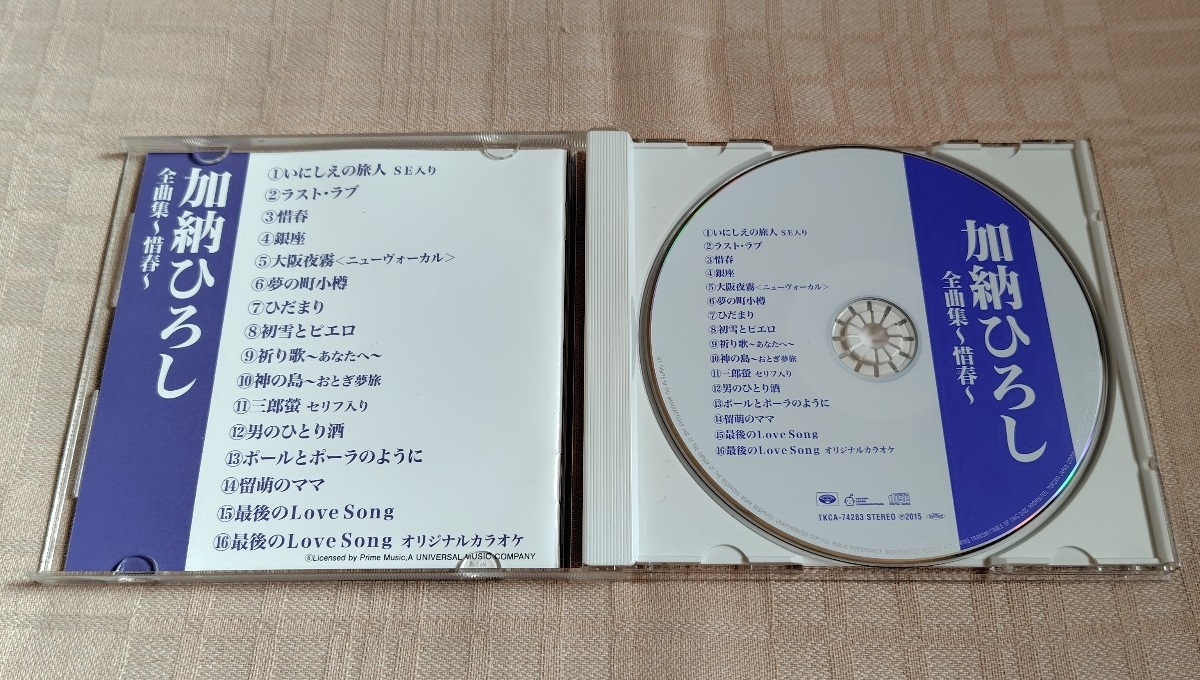 加納ひろし
全曲集～惜春～
①いにしえの旅人 SE入り
②ラスト・ラブ
③惜春
④銀座
⑤大阪夜霧<ニューヴォーカル>
⑥夢の町小樽
⑦ひだまり
⑧初雪とピエロ
⑨祈り歌～あなたへ～
⑩神の島～おとぎ夢旅
⑪三郎螢 セリフ入り
⑫男のひとり酒
⑬ポールとポーラのように
⑭留萌のママ
⑮最後のLove Song
⑯最後のLove Song オリジナルカラオケ
⑥Licensed by Prime Music,A UNIVERSAL MUSIC COMPANY
加納ひろし
全曲集～惜春～
①いにしえの旅人 SE入り
②ラスト・ラブ
③惜春
④銀座
⑤大阪夜霧<ニューヴォーカル>
⑥夢の町小樽
⑦ひだまり
⑧初雪とピエロ
⑨祈り歌～あなたへ～
⑩神の島～おとぎ夢旅
⑪三郎螢 セリフ入り
⑫男のひとり酒
⑬ポールとポーラのように
⑭留萌のママ
⑮最後のLove Song
⑯最後のLove Song オリジナルカラオケ
TKCA-74283 STEREO ℗2015